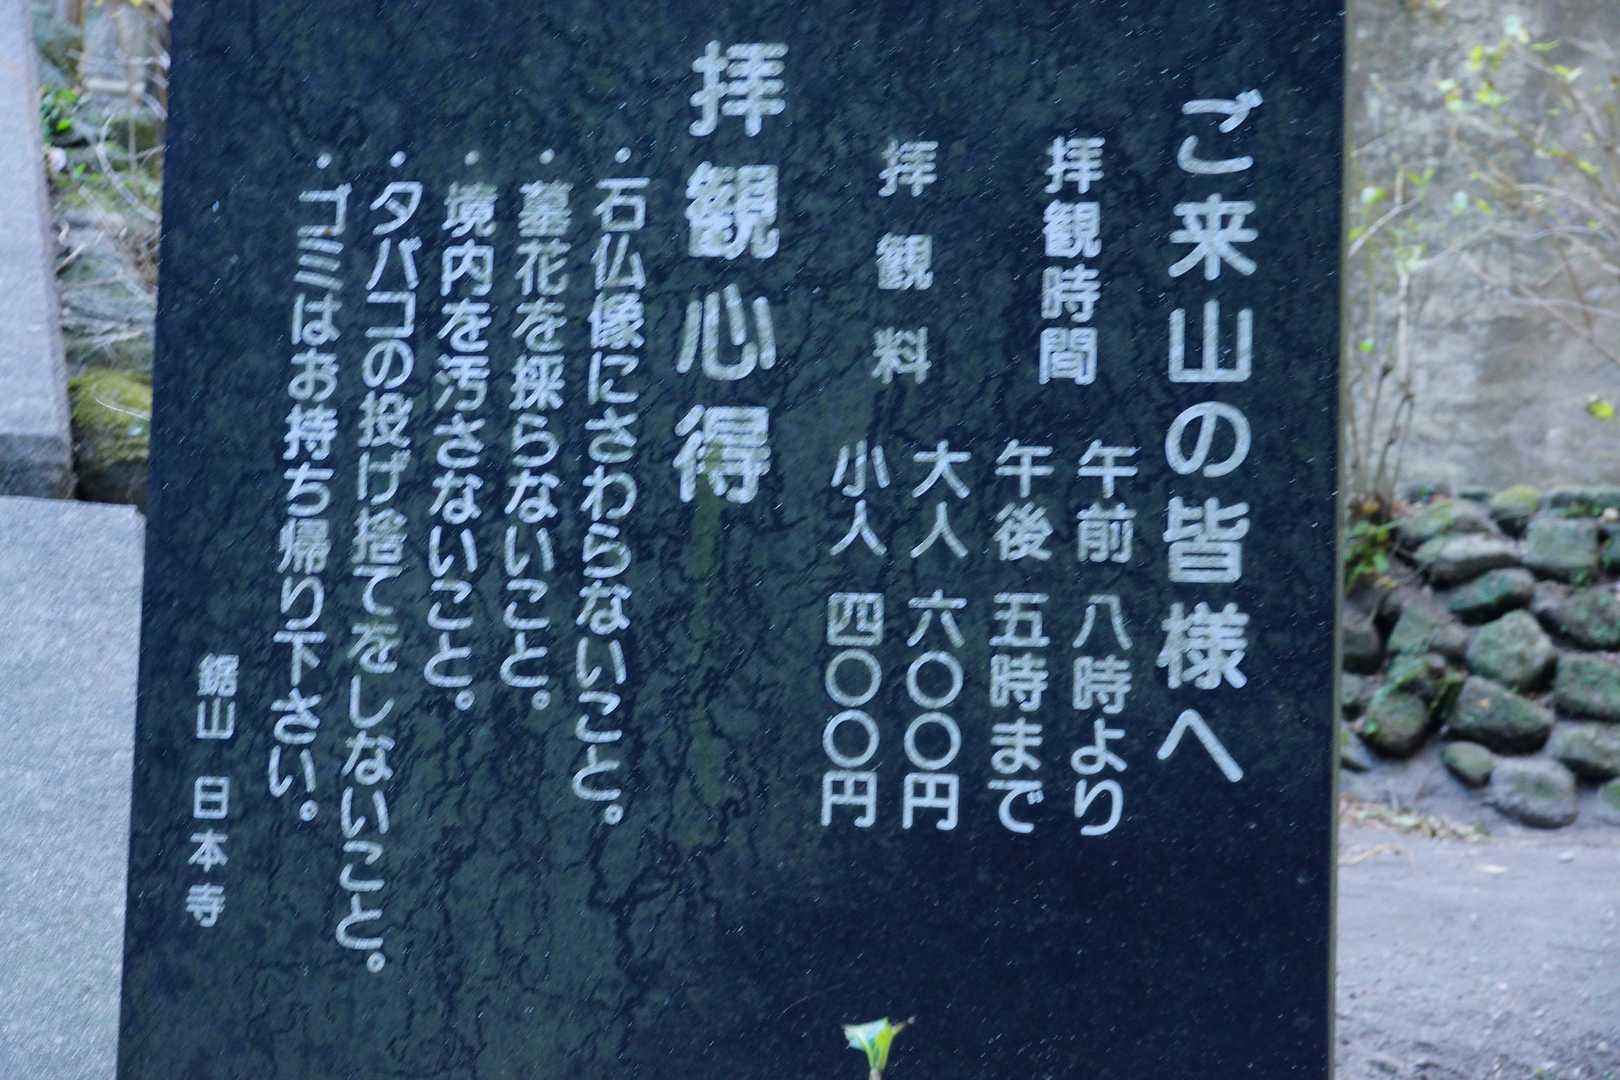 ご来山の皆様へ
拝観時間 午前 八時より
午後 五時まで
拝観料 大人 六〇〇円
小人 四〇〇円
拝観心得
・石仏像にさわらないこと。
・墓花を採らないこと。
・境内を汚さないこと。
・タバコの投げ捨てをしないこと。
・ゴミはお持ち帰り下さい。
鋸山 日本寺